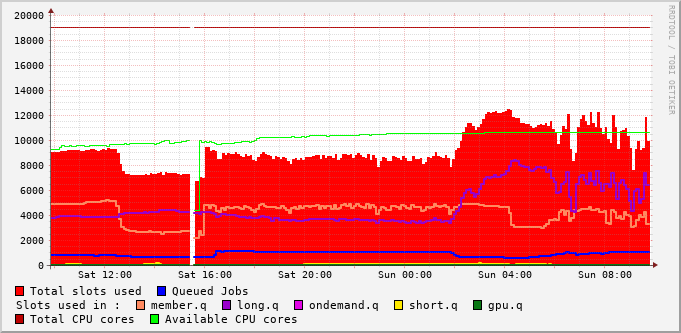 RRDTOOL / TOBI OETIKER
20000
18000
16000
14000
12000
10000
8000
6000
4000
2000
0
Sat 12:00 Sat 16:00 Sat 20:00 Sun 00:00 Sun 04:00 Sun 08:00
Total slots used Queued Jobs
Slots used in : member.q long.q ondemand.q short.q gpu.q
Total CPU cores Available CPU cores